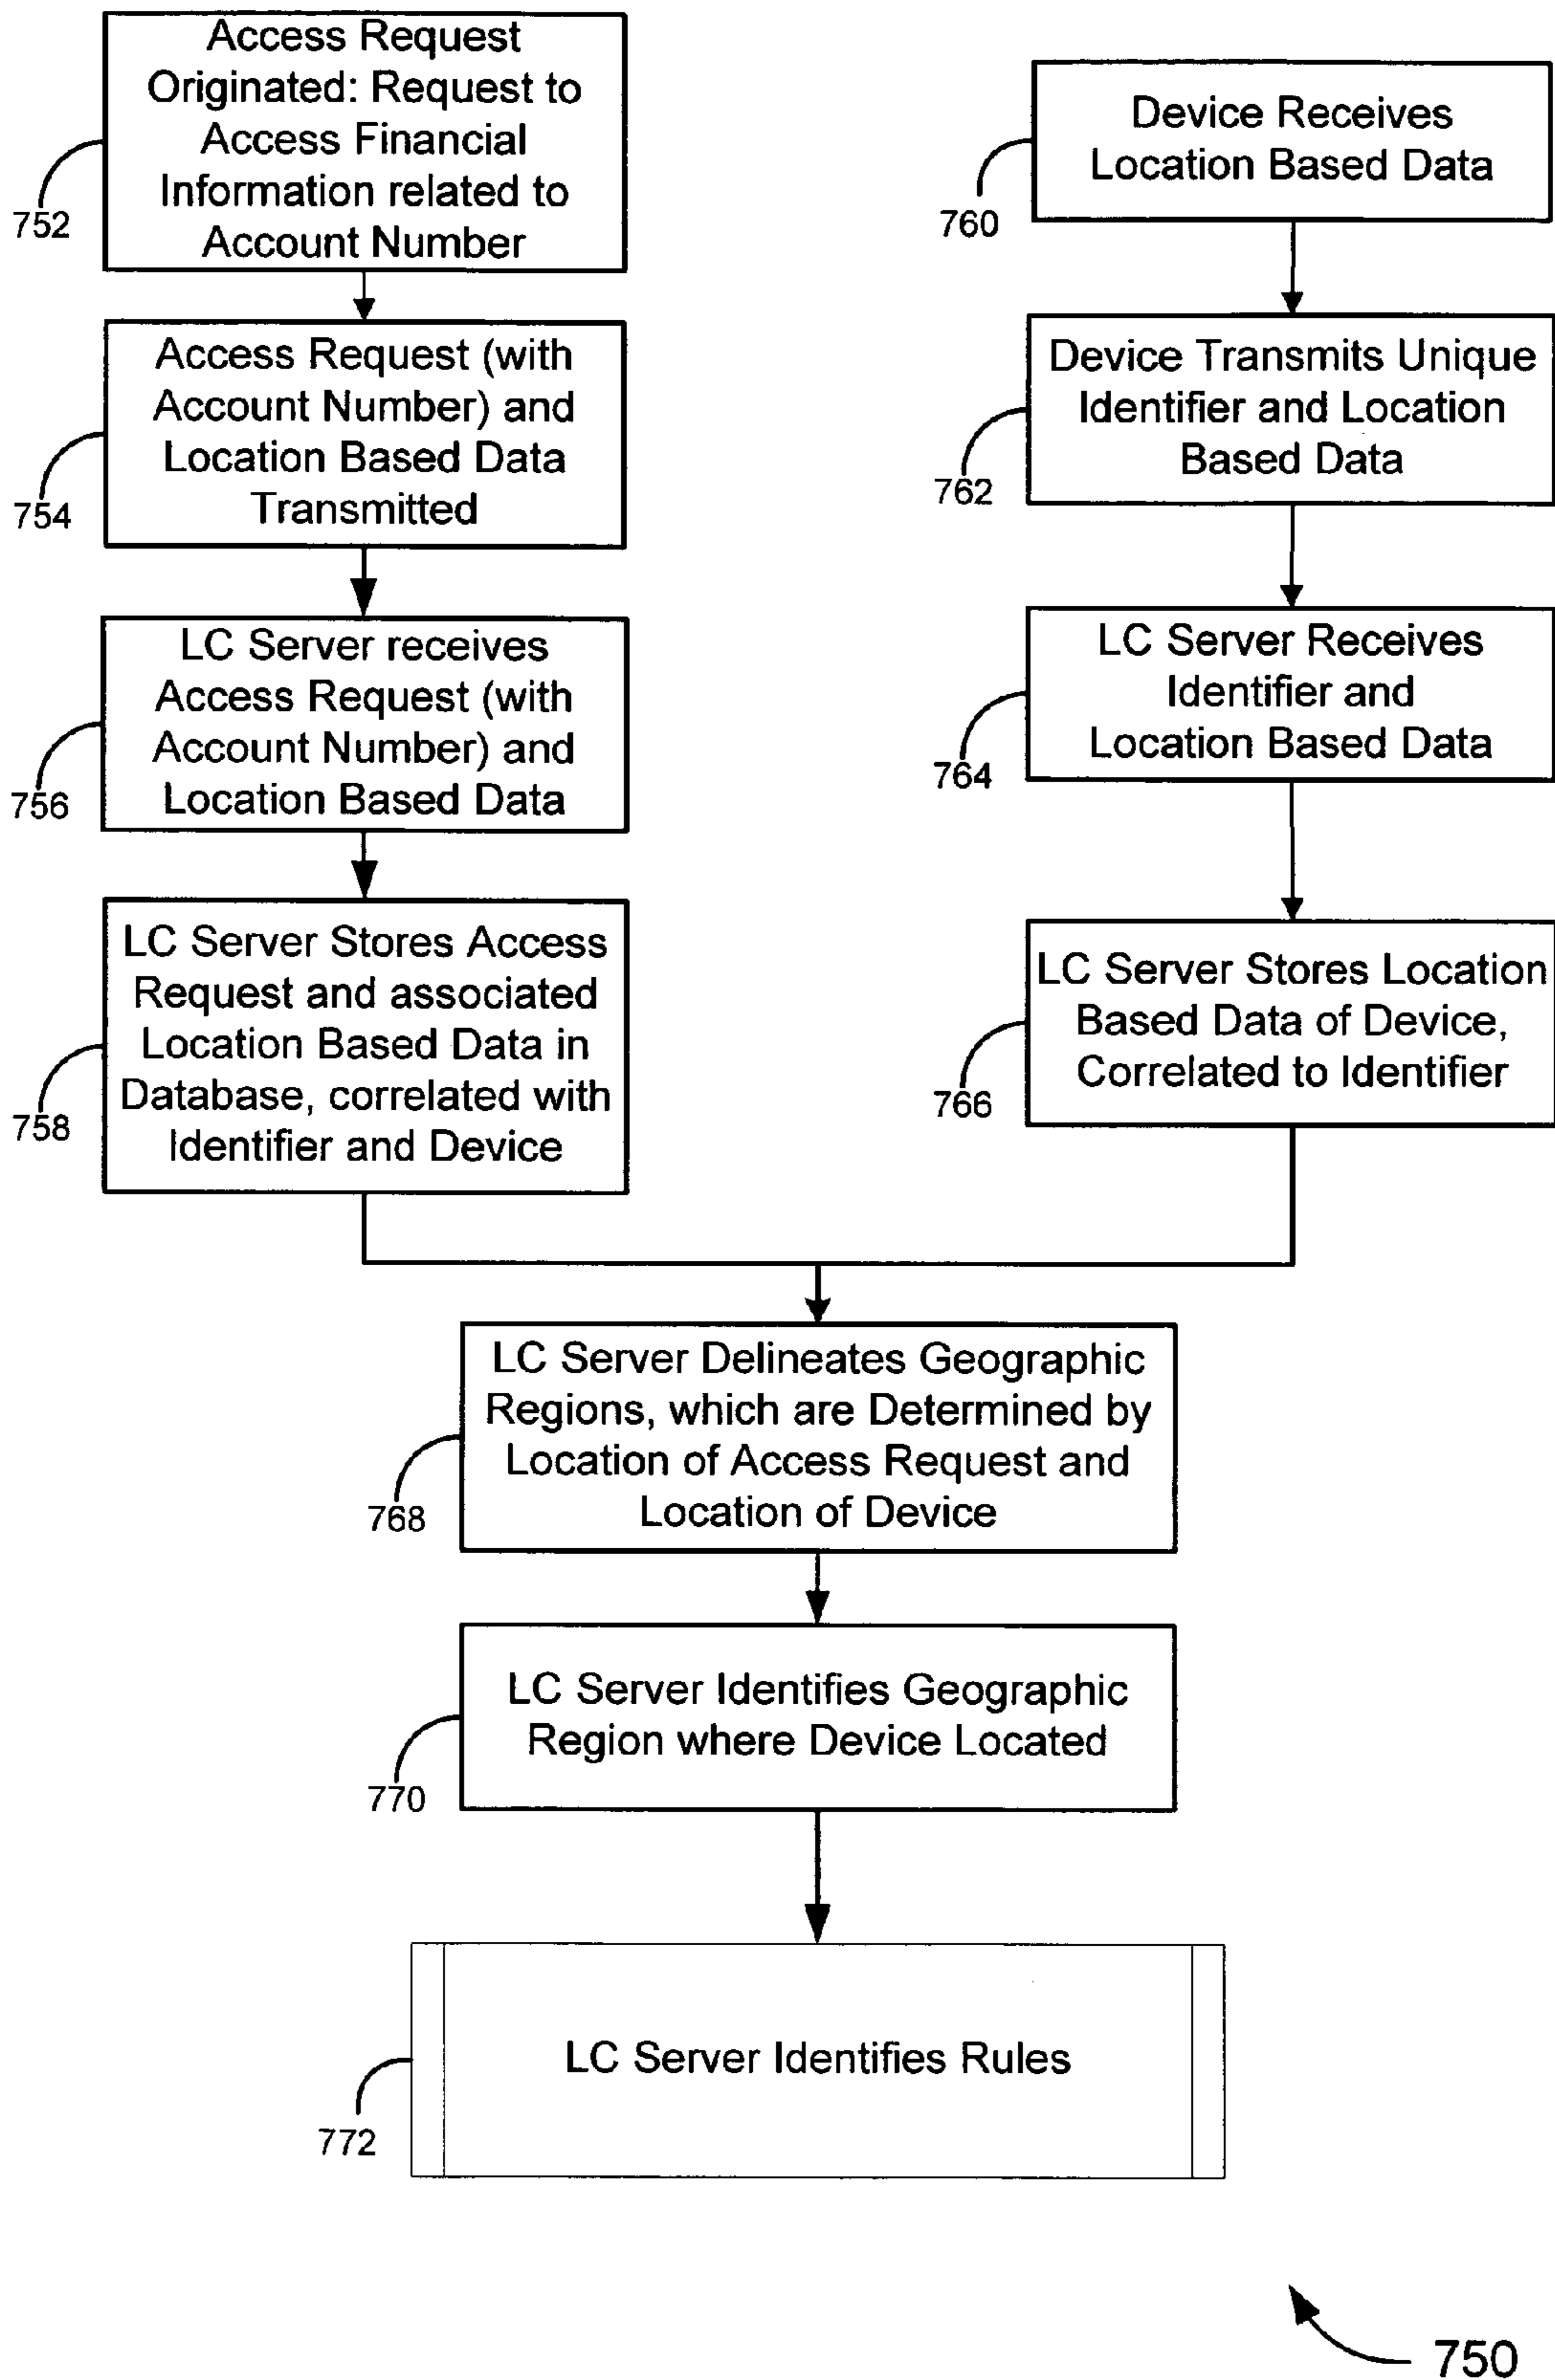 Access Request
Originated: Request to
Access Financial
Information related to
Account Number
752
Access Request (with
Account Number) and
Location Based Data
Transmitted
754
LC Server receives
Access Request (with
Account Number) and
Location Based Data
756
LC Server Stores Access
Request and associated
Location Based Data in
Database, correlated with
Identifier and Device
758
Device Receives
Location Based Data
760
Device Transmits Unique
Identifier and Location
Based Data
762
LC Server Receives
Identifier and
Location Based Data
764
LC Server Stores Location
Based Data of Device,
Correlated to Identifier
766
LC Server Delineates Geographic
Regions, which are Determined by
Location of Access Request and
Location of Device
768
LC Server Identifies Geographic
Region where Device Located
770
LC Server Identifies Rules
772
750